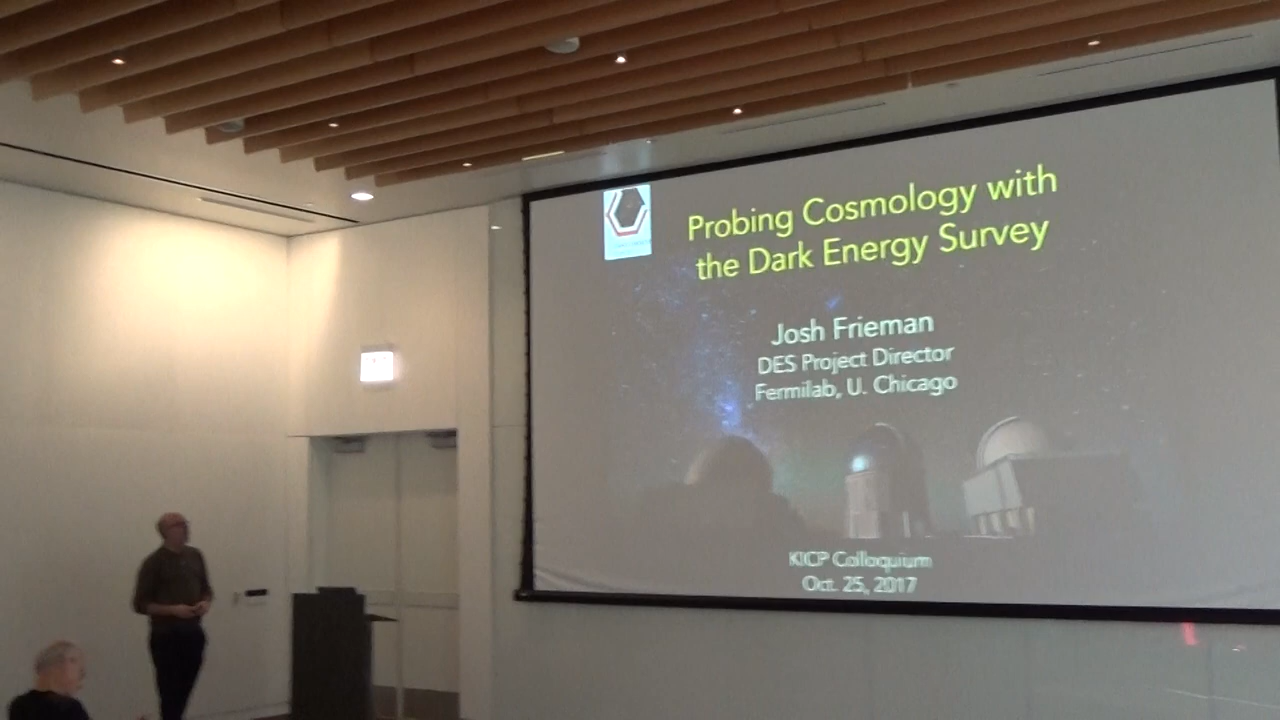 Probing Cosmology with
the Dark Energy Survey
Josh Frieman
DES Project Director
Fermilab, U. Chicago
KICP Colloquium
Oct. 25, 2017